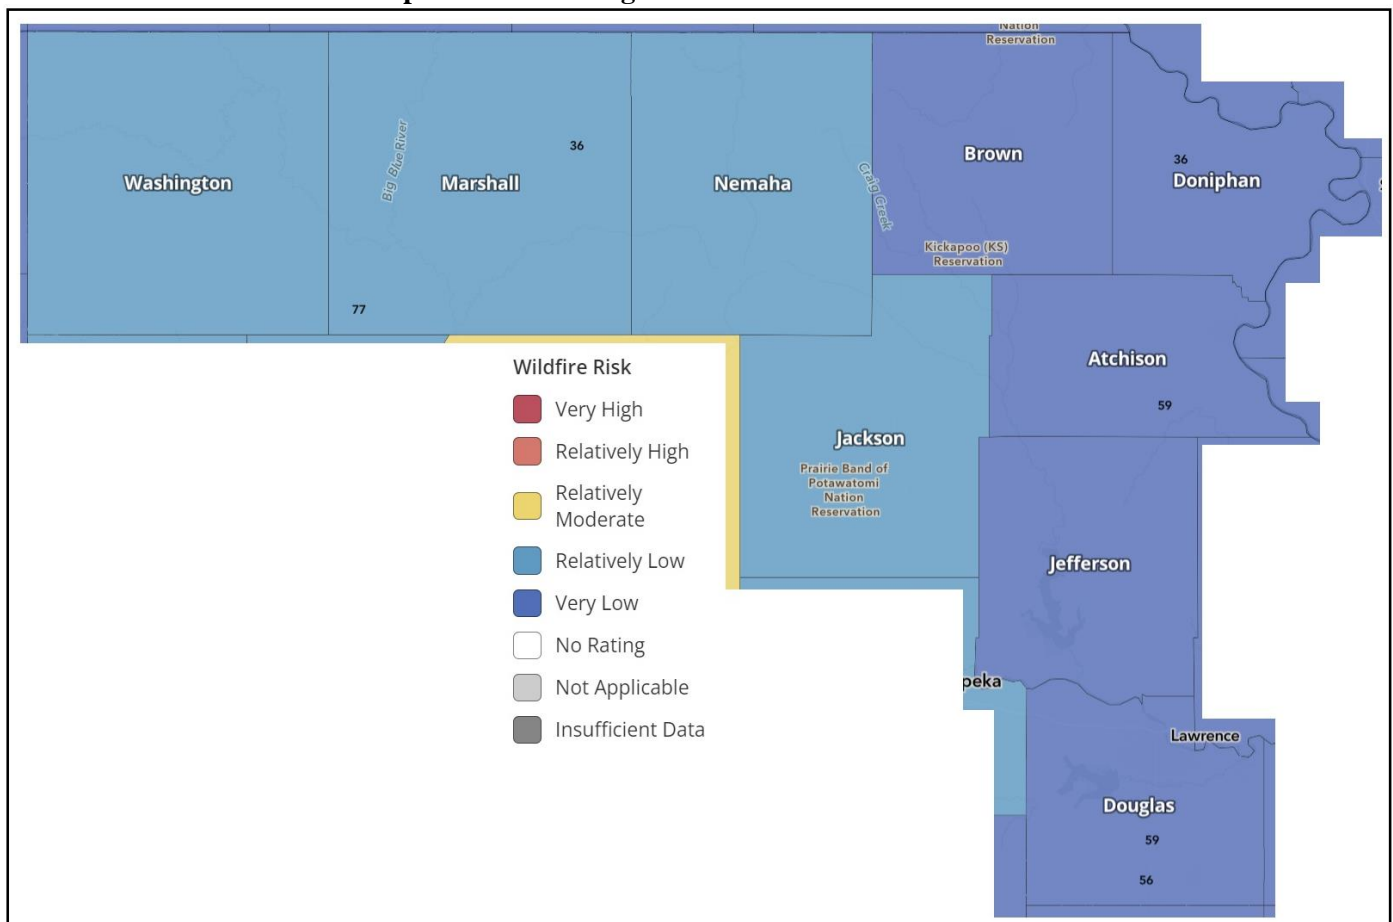 Nation
Reservation
Washington
Big Blue River
Marshall
36
Nemaha
Craig Creek
Brown
36
Doniphan
Kickapoo (KS)
Reservation
77
Atchison
59
Jackson
Prairie Band of
Potawatomi
Nation
Reservation
Jefferson
peka
Lawrence
Douglas
59
56
Wildfire Risk
Very High
Relatively High
Relatively
Moderate
Relatively Low
Very Low
No Rating
Not Applicable
Insufficient Data